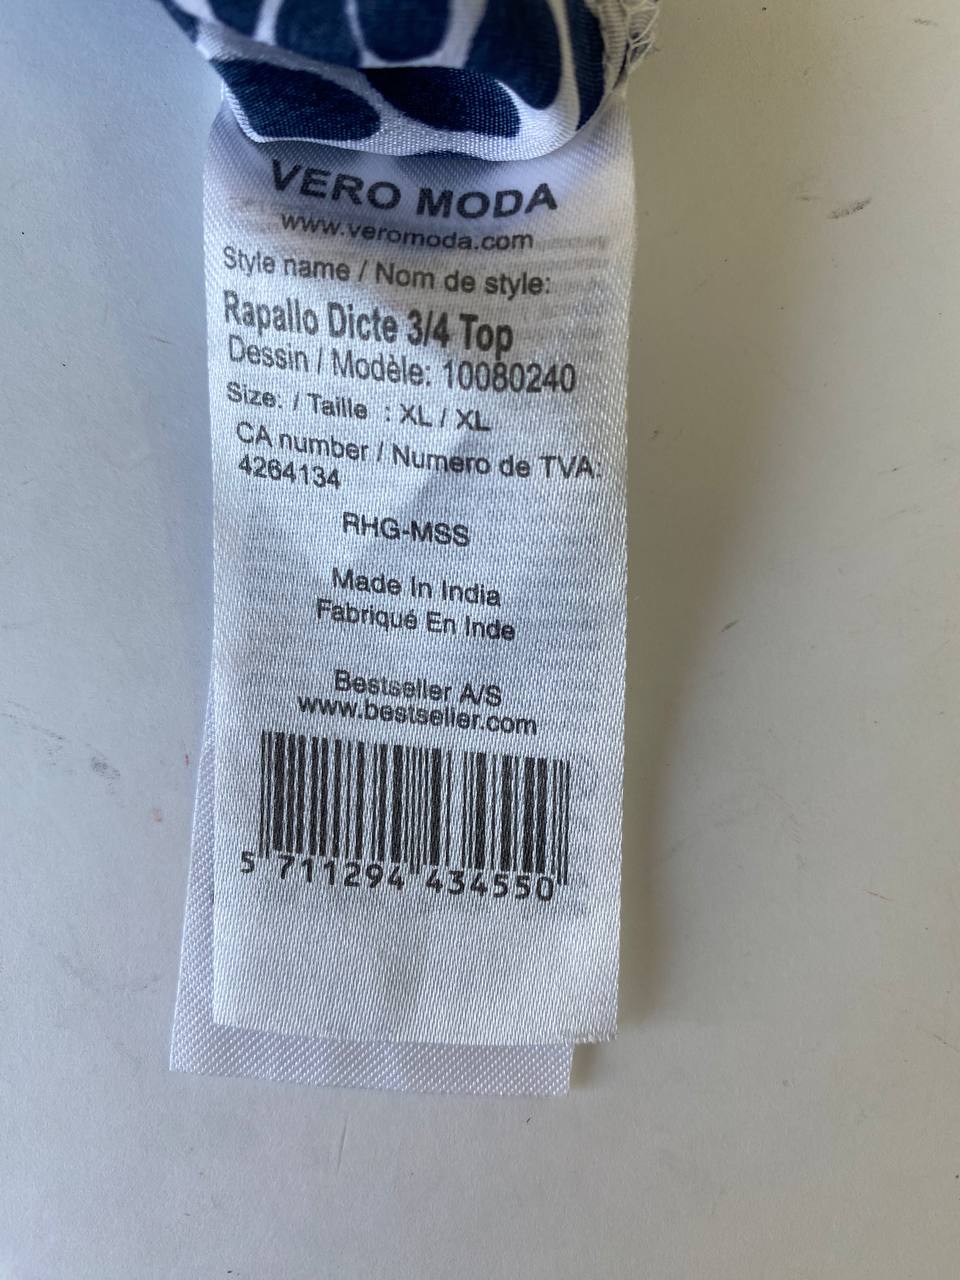 VERO MODA
www.veromoda.com
Style name / Nom de style:
Rapallo Dicte 3/4 Top
Dessin / Modèle: 10080240
Size: / Taille : XL / XL
CA number / Numero de TVA:
4264134
RHG-MSS
Made In India
Fabriqué En Inde
Bestseller A/S
www.bestseller.com
5 711294 434550